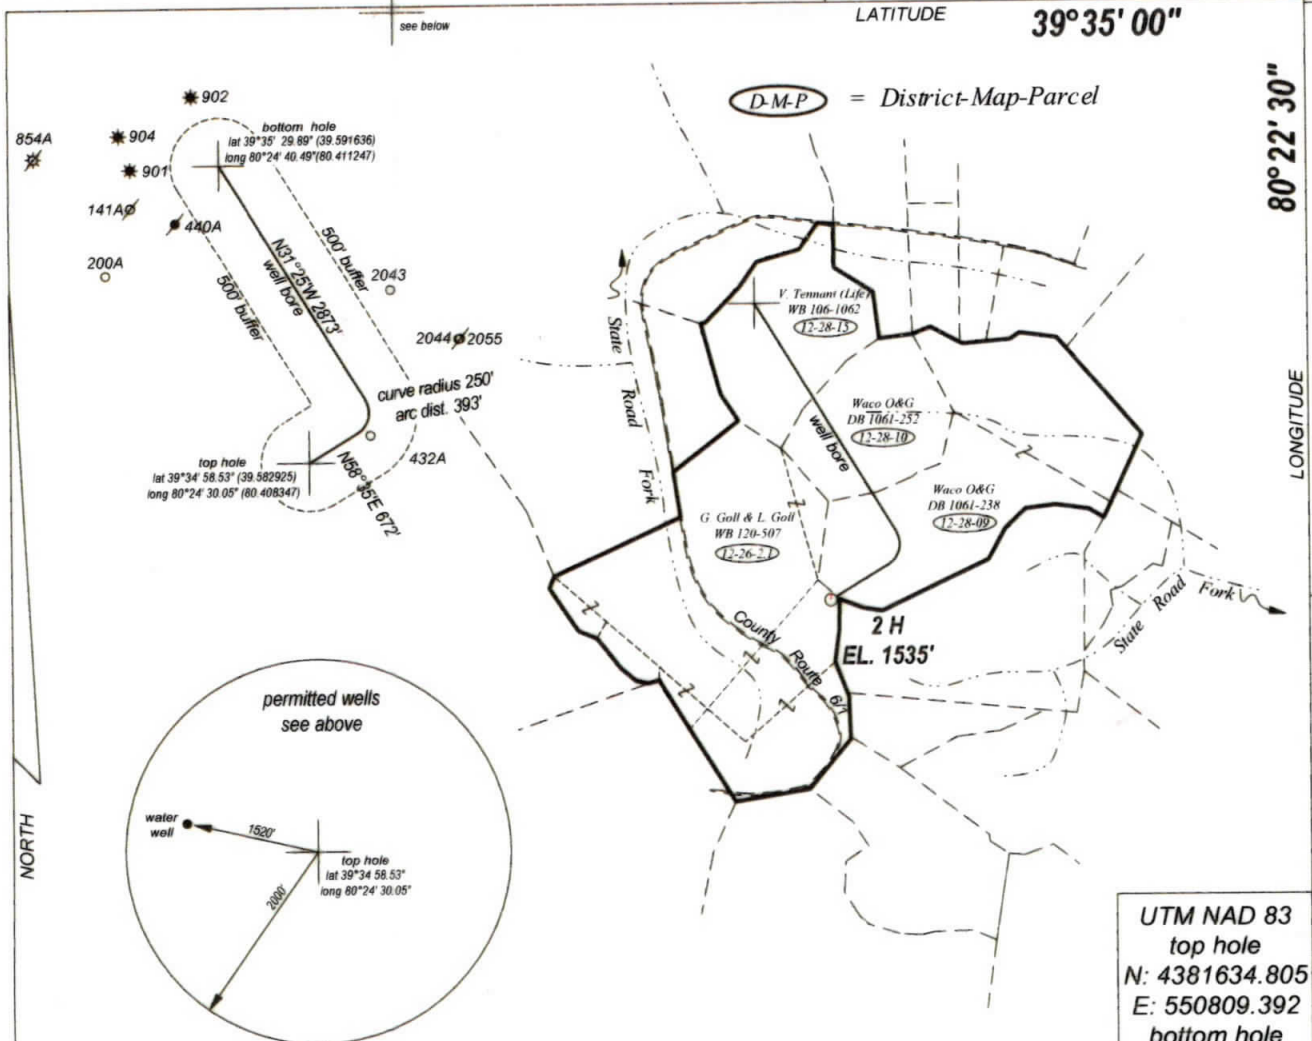 see below
LATITUDE
39°35' 00"
80°22' 30"
LONGITUDE
D-M-P = District-Map-Parcel
902
904
854A
901
141A
440A
200A
bottom hole
lat 39°35' 29.89" (39.591636)
long 80°24' 40.49"(80.411247)
500' buffer
500' buffer
N31°25'W 2873'
well bore
2043
2044 2055
curve radius 250'
arc dist. 393'
432A
top hole
lat 39°34' 58.53" (39.582925)
long 80°24' 30.05" (80.408347)
N58°35'E 672'
State Road Fork
V. Tennant (Life)
WB 106-1062
12-28-15
Waco O&G
DB 1061-252
12-28-10
well bore
Waco O&G
DB 1061-238
12-28-09
G. Goll & L. Goll
WB 120-507
12-26-2.1
County Route 6/1
2 H
EL. 1535'
State Road Fork
NORTH
permitted wells
see above
water
well
1520'
2000'
top hole
lat 39°34 58.53"
long 80°24' 30.05"
UTM NAD 83
top hole
N: 4381634.805
E: 550809.392
bottom hole